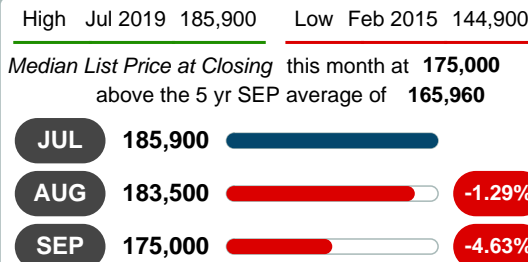 High Jul 2019 185,900 Low Feb 2015 144,900
Median List Price at Closing this month at 175,000
above the 5 yr SEP average of 165,960
JUL 185,900
AUG 183,500 -1.29%
SEP 175,000 -4.63%